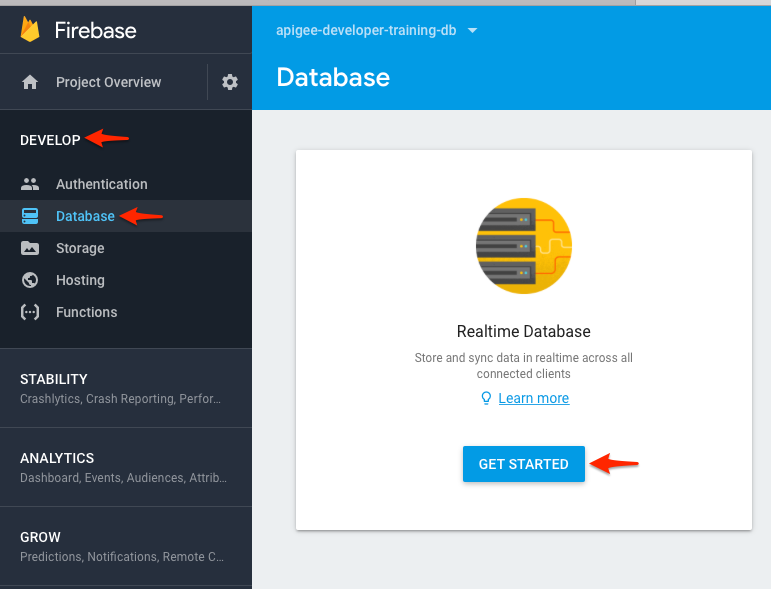 Firebase
Project Overview
DEVELOP
Authentication
Database
Storage
Hosting
Functions
STABILITY
Crashlytics, Crash Reporting, Perfor...
ANALYTICS
Dashboard, Events, Audiences, Attrib...
GROW
Predictions, Notifications, Remote C...
apigee-developer-training-db
Database
Realtime Database
Store and sync data in realtime across all
connected clients
Learn more
GET STARTED